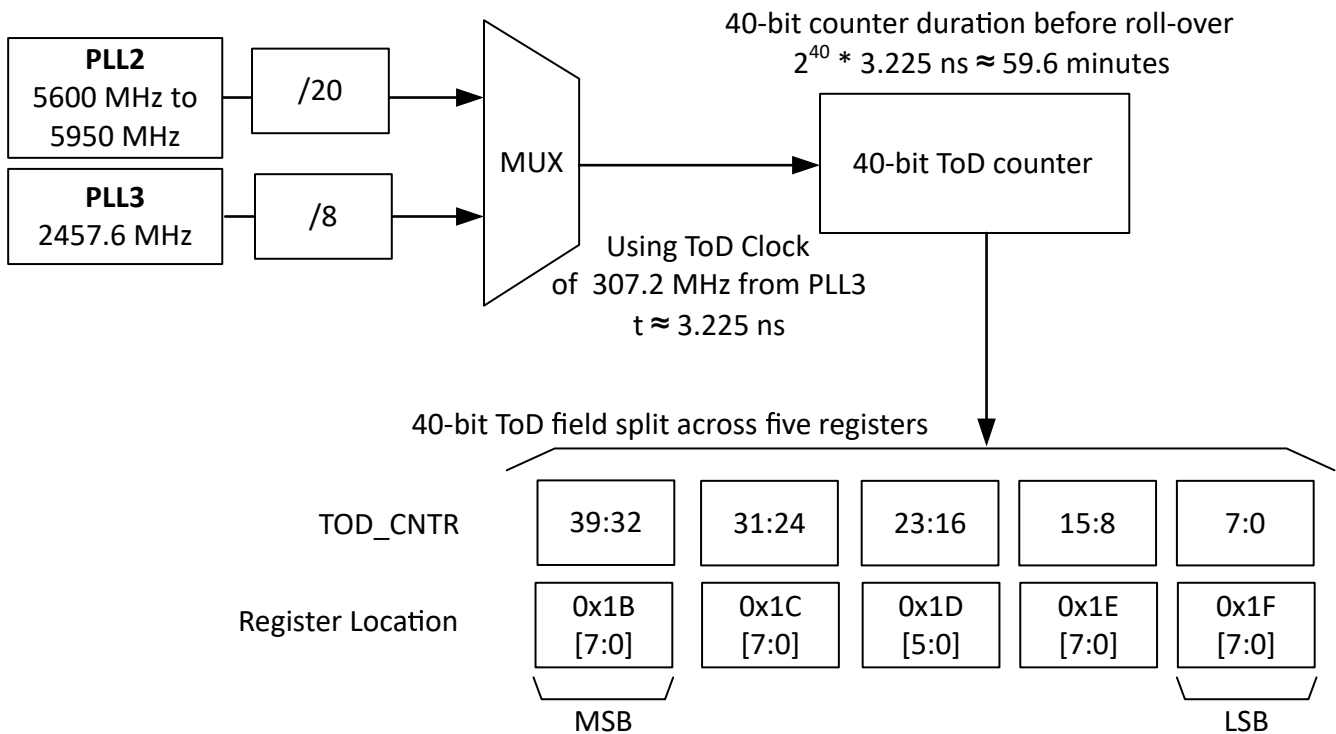 40-bit counter duration before roll-over
2^40 * 3.225 ns ≈ 59.6 minutes
PLL2
5600 MHz to
5950 MHz
/20
MUX
40-bit ToD counter
PLL3
2457.6 MHz
/8
Using ToD Clock
of 307.2 MHz from PLL3
t ≈ 3.225 ns
40-bit ToD field split across five registers
TOD_CNTR 39:32 31:24 23:16 15:8 7:0
Register Location
0x1B 0x1C 0x1D 0x1E 0x1F
[7:0] [7:0] [5:0] [7:0] [7:0]
MSB LSB